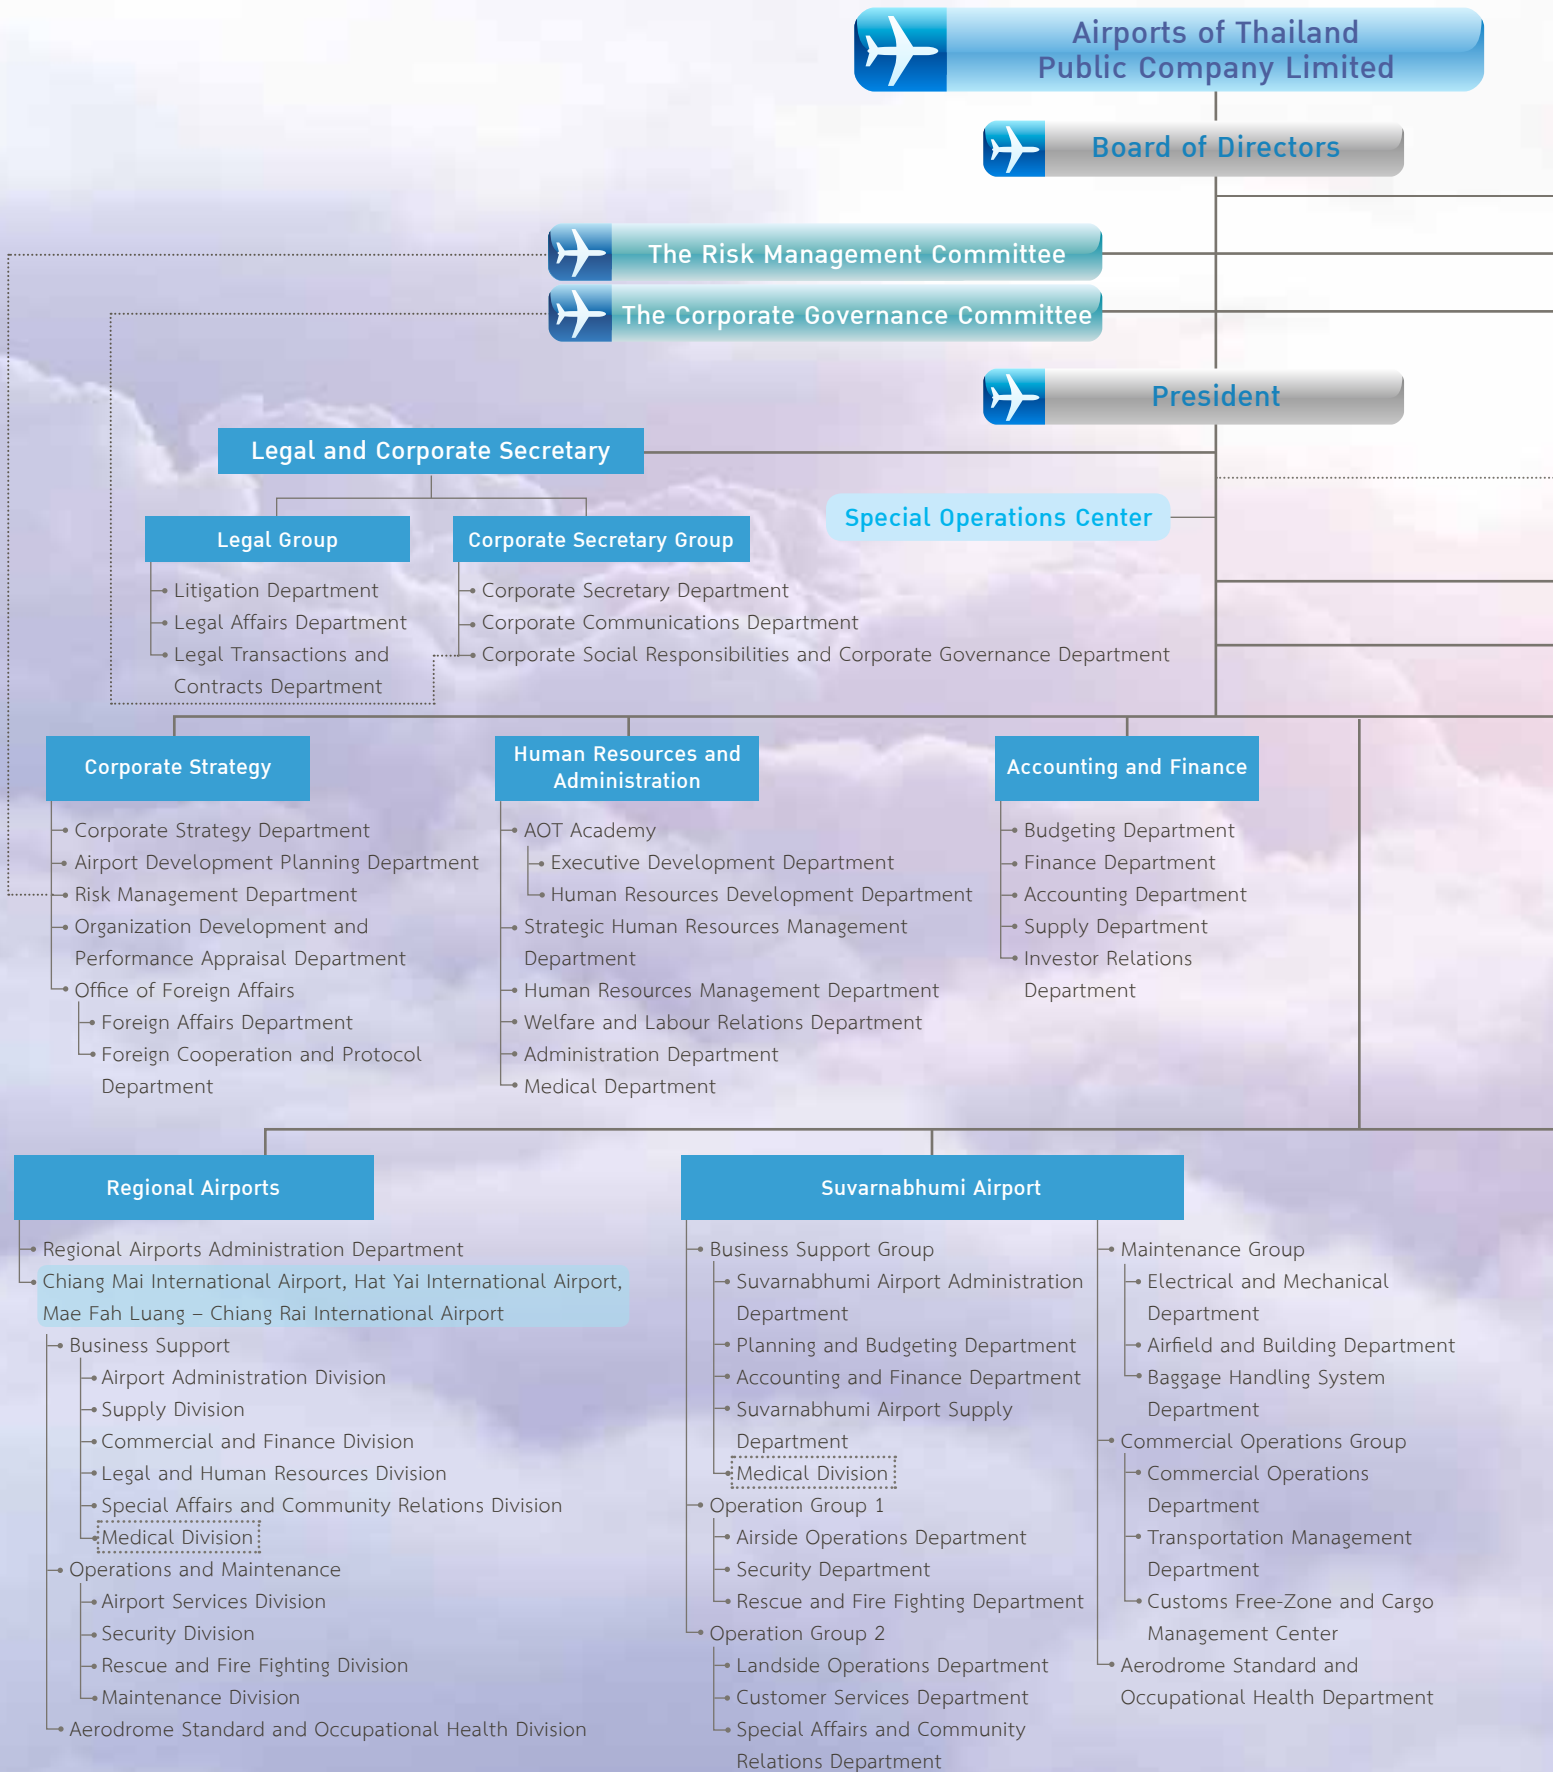 Airports of Thailand
Public Company Limited
Board of Directors
The Risk Management Committee
The Corporate Governance Committee
President
Legal and Corporate Secretary
Special Operations Center
Legal Group
Litigation Department
Legal Affairs Department
Legal Transactions and
Contracts Department
Corporate Secretary Group
Corporate Secretary Department
Corporate Communications Department
Corporate Social Responsibilities and Corporate Governance Department
Corporate Strategy
Corporate Strategy Department
Airport Development Planning Department
Risk Management Department
Organization Development and
Performance Appraisal Department
Office of Foreign Affairs
Foreign Affairs Department
Foreign Cooperation and Protocol
Department
Human Resources and
Administration
AOT Academy
Executive Development Department
Human Resources Development Department
Strategic Human Resources Management
Department
Human Resources Management Department
Welfare and Labour Relations Department
Administration Department
Medical Department
Accounting and Finance
Budgeting Department
Finance Department
Accounting Department
Supply Department
Investor Relations
Department
Regional Airports
Regional Airports Administration Department
Chiang Mai International Airport, Hat Yai International Airport,
Mae Fah Luang – Chiang Rai International Airport
Business Support
Airport Administration Division
Supply Division
Commercial and Finance Division
Legal and Human Resources Division
Special Affairs and Community Relations Division
Medical Division
Operations and Maintenance
Airport Services Division
Security Division
Rescue and Fire Fighting Division
Maintenance Division
Aerodrome Standard and Occupational Health Division
Suvarnabhumi Airport
Business Support Group
Suvarnabhumi Airport Administration
Department
Planning and Budgeting Department
Accounting and Finance Department
Suvarnabhumi Airport Supply
Department
Medical Division
Operation Group 1
Airside Operations Department
Security Department
Rescue and Fire Fighting Department
Operation Group 2
Landside Operations Department
Customer Services Department
Special Affairs and Community
Relations Department
Maintenance Group
Electrical and Mechanical
Department
Airfield and Building Department
Baggage Handling System
Department
Commercial Operations Group
Commercial Operations
Department
Transportation Management
Department
Customs Free-Zone and Cargo
Management Center
Aerodrome Standard and
Occupational Health Department